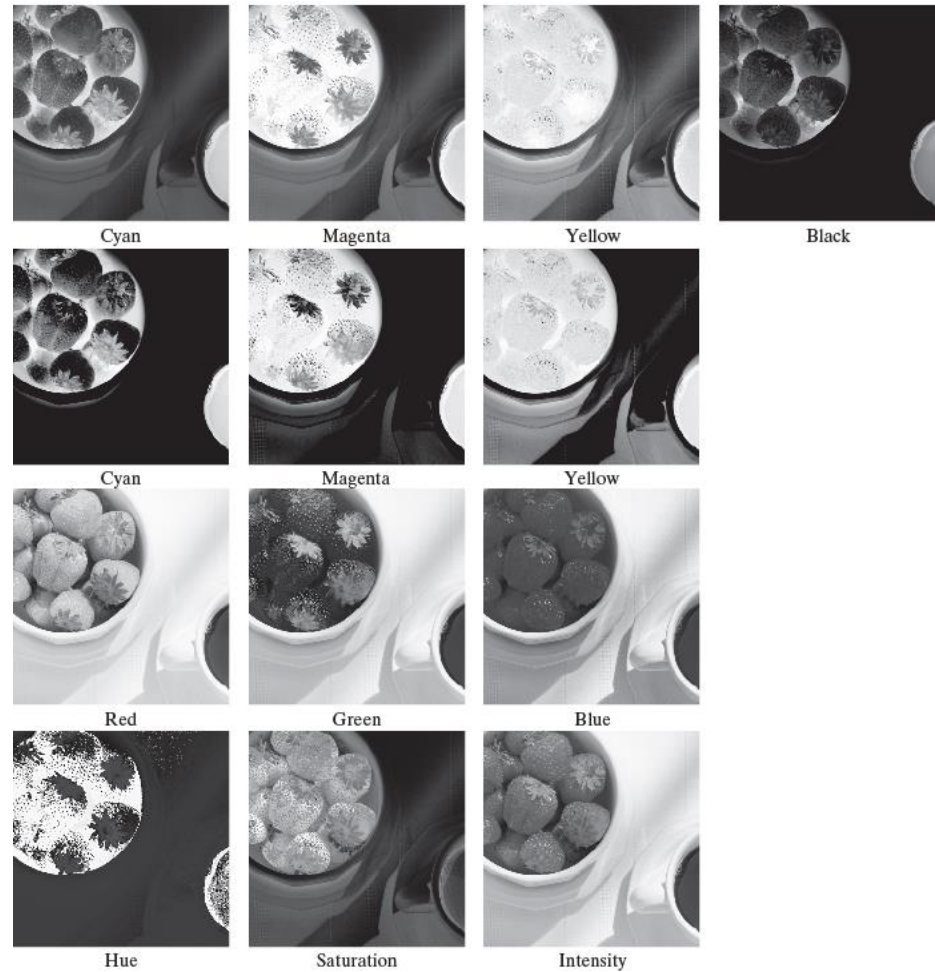 Cyan Magenta Yellow Black
Cyan Magenta Yellow
Red Green Blue
Hue Saturation Intensity